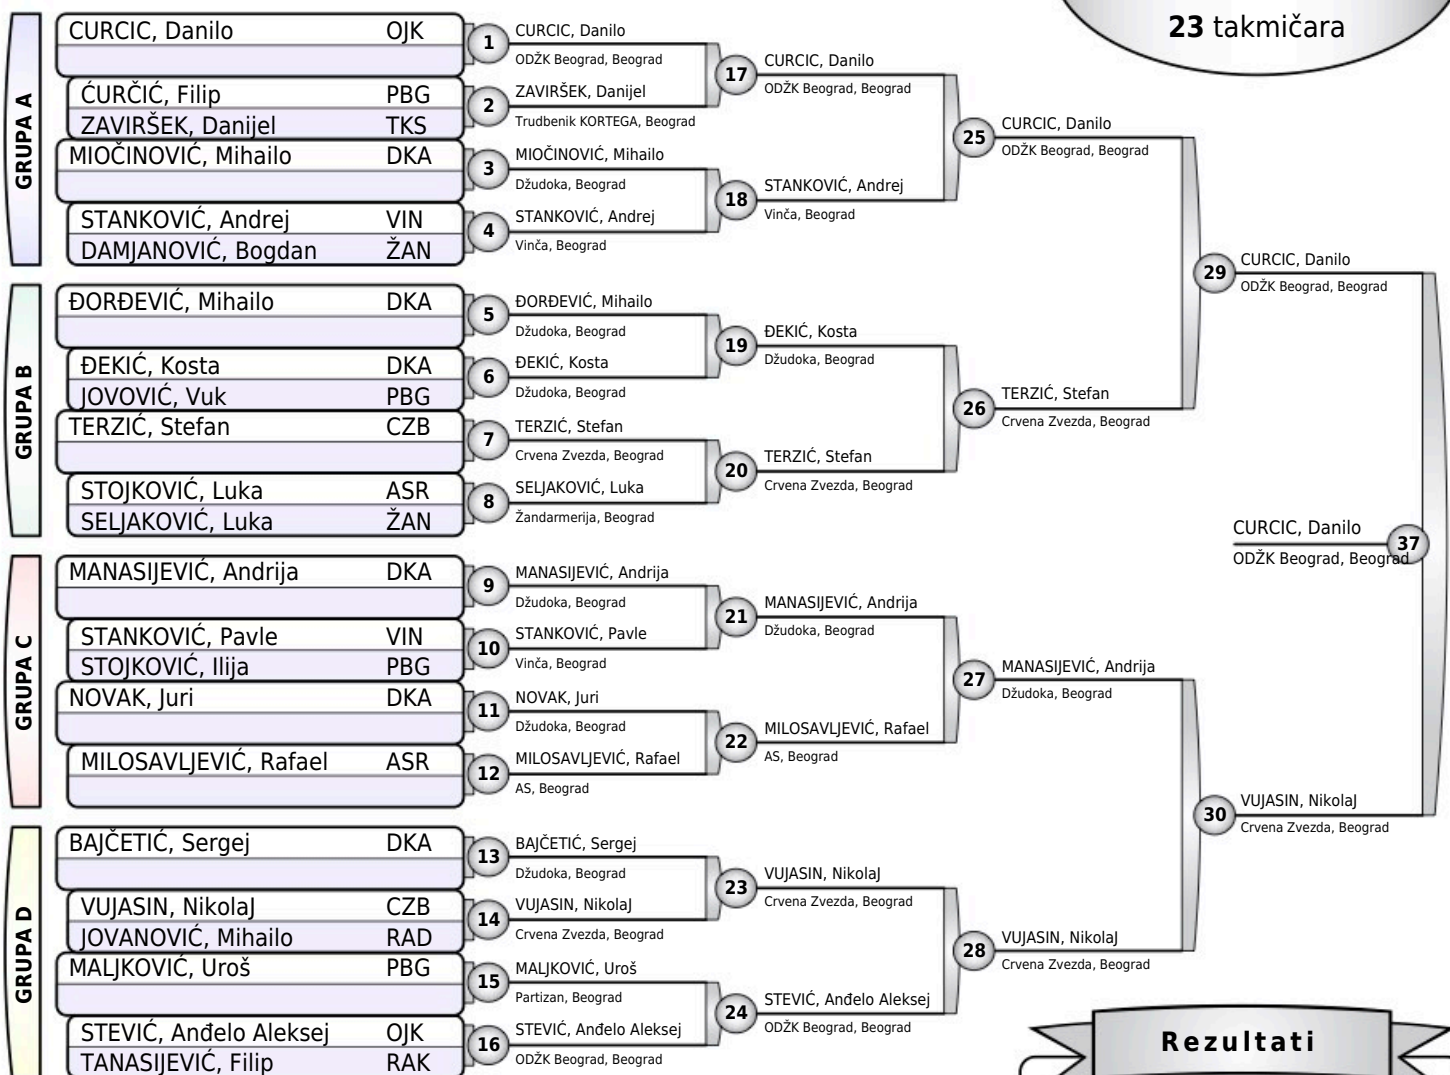 23 takmičara
GRUPA A
CURCIC, Danilo OJK
ĆURČIĆ, Filip PBG
ZAVIRŠEK, Danijel TKS
MIOČINOVIĆ, Mihailo DKA
STANKOVIĆ, Andrej VIN
DAMJANOVIĆ, Bogdan ŽAN
GRUPA B
ĐORĐEVIĆ, Mihailo DKA
ĐEKIĆ, Kosta DKA
JOVOVIĆ, Vuk PBG
TERZIĆ, Stefan CZB
STOJKOVIĆ, Luka ASR
SELJAKOVIĆ, Luka ŽAN
GRUPA C
MANASIJEVIĆ, Andrija DKA
STANKOVIĆ, Pavle VIN
STOJKOVIĆ, Ilija PBG
NOVAK, Juri DKA
MILOSAVLJEVIĆ, Rafael ASR
GRUPA D
BAJČETIĆ, Sergej DKA
VUJASIN, NikolaJ CZB
JOVANOVIĆ, Mihailo RAD
MALJKOVIĆ, Uroš PBG
STEVIĆ, Anđelo Aleksej OJK
TANASIJEVIĆ, Filip RAK
1 CURCIC, Danilo
ODŽK Beograd, Beograd
2 ZAVIRŠEK, Danijel
Trudbenik KORTEGA, Beograd
3 MIOČINOVIĆ, Mihailo
Džudoka, Beograd
4 STANKOVIĆ, Andrej
Vinča, Beograd
5 ĐORĐEVIĆ, Mihailo
Džudoka, Beograd
6 ĐEKIĆ, Kosta
Džudoka, Beograd
7 TERZIĆ, Stefan
Crvena Zvezda, Beograd
8 SELJAKOVIĆ, Luka
Žandarmerija, Beograd
9 MANASIJEVIĆ, Andrija
Džudoka, Beograd
10 STANKOVIĆ, Pavle
Vinča, Beograd
11 NOVAK, Juri
Džudoka, Beograd
12 MILOSAVLJEVIĆ, Rafael
AS, Beograd
13 BAJČETIĆ, Sergej
Džudoka, Beograd
14 VUJASIN, NikolaJ
Crvena Zvezda, Beograd
15 MALJKOVIĆ, Uroš
Partizan, Beograd
16 STEVIĆ, Anđelo Aleksej
ODŽK Beograd, Beograd
17 CURCIC, Danilo
ODŽK Beograd, Beograd
18 STANKOVIĆ, Andrej
Vinča, Beograd
19 ĐEKIĆ, Kosta
Džudoka, Beograd
20 TERZIĆ, Stefan
Crvena Zvezda, Beograd
21 MANASIJEVIĆ, Andrija
Džudoka, Beograd
22 MILOSAVLJEVIĆ, Rafael
AS, Beograd
23 VUJASIN, NikolaJ
Crvena Zvezda, Beograd
24 STEVIĆ, Anđelo Aleksej
ODŽK Beograd, Beograd
25 CURCIC, Danilo
ODŽK Beograd, Beograd
26 TERZIĆ, Stefan
Crvena Zvezda, Beograd
27 MANASIJEVIĆ, Andrija
Džudoka, Beograd
28 VUJASIN, NikolaJ
Crvena Zvezda, Beograd
29 CURCIC, Danilo
ODŽK Beograd, Beograd
30 VUJASIN, NikolaJ
Crvena Zvezda, Beograd
CURCIC, Danilo 37
ODŽK Beograd, Beograd
Rezultati